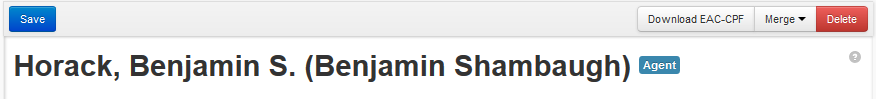 Save Download EAC-CPF Merge Delete
Horack, Benjamin S. (Benjamin Shambaugh) Agent ?